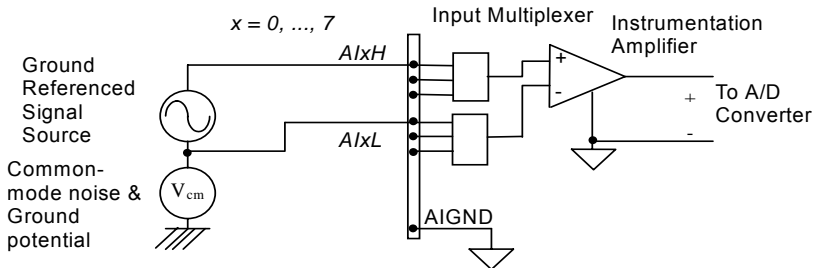 x = 0, ..., 7
Input Multiplexer
Instrumentation
Amplifier
AIxH
Ground
Referenced
Signal
Source
+
-
+
-
To A/D
Converter
AIxL
Common-
mode noise &
Ground
potential
Vcm
AIGND